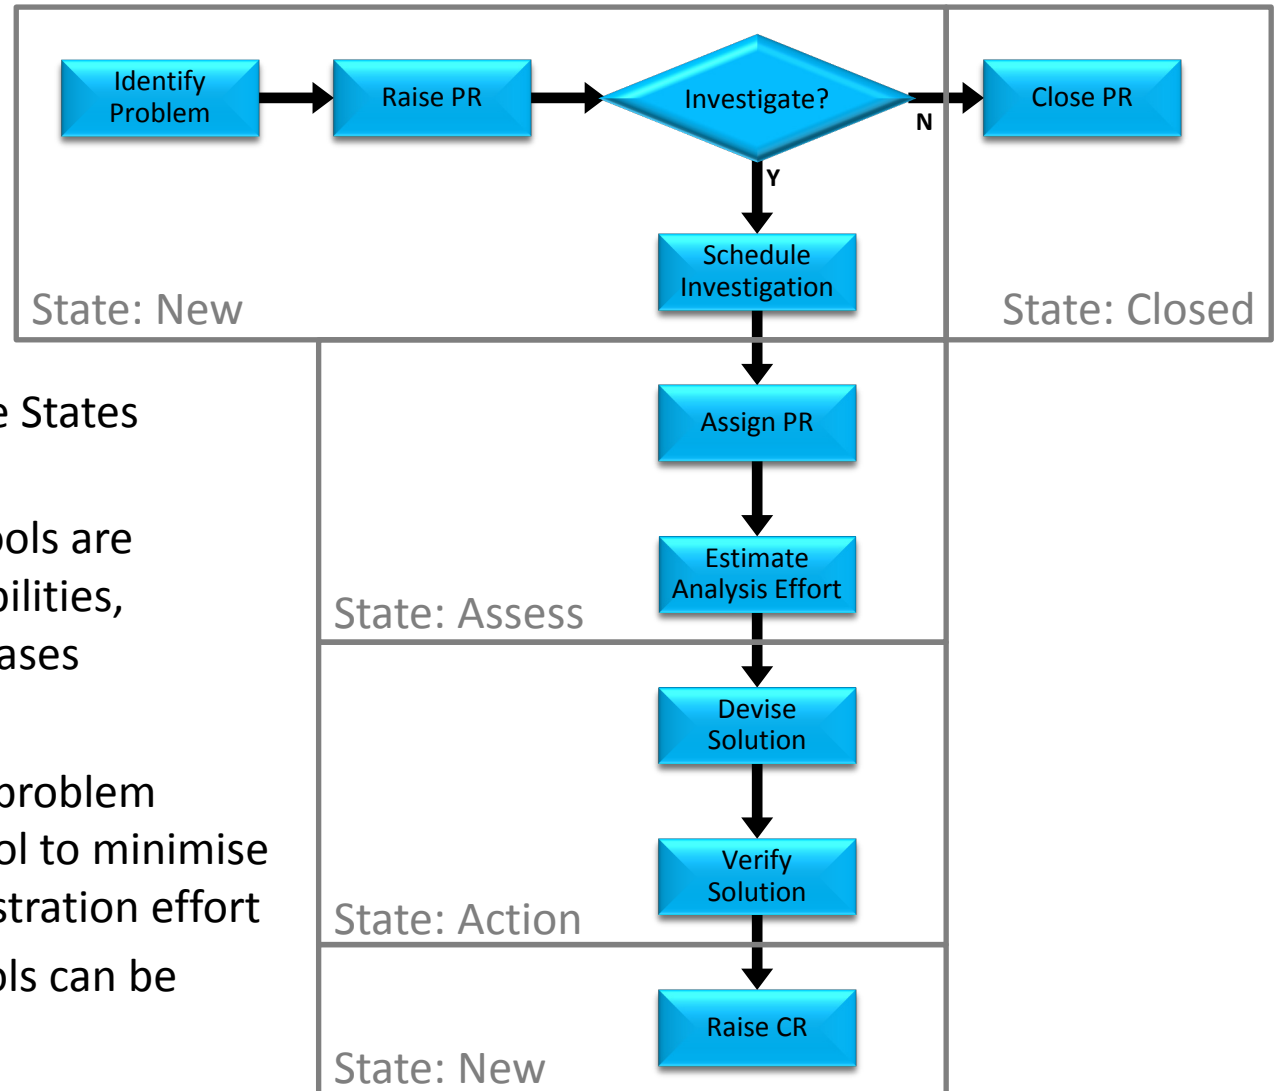 Identify
Problem
Raise PR
Investigate?
N
Close PR
Y
Schedule
Investigation
State: New
State: Closed
Assign PR
Estimate
Analysis Effort
State: Assess
Devise
Solution
Verify
Solution
State: Action
Raise CR
State: New
e States
ools are
bilities,
ases
problem
ol to minimise
stration effort
ols can be